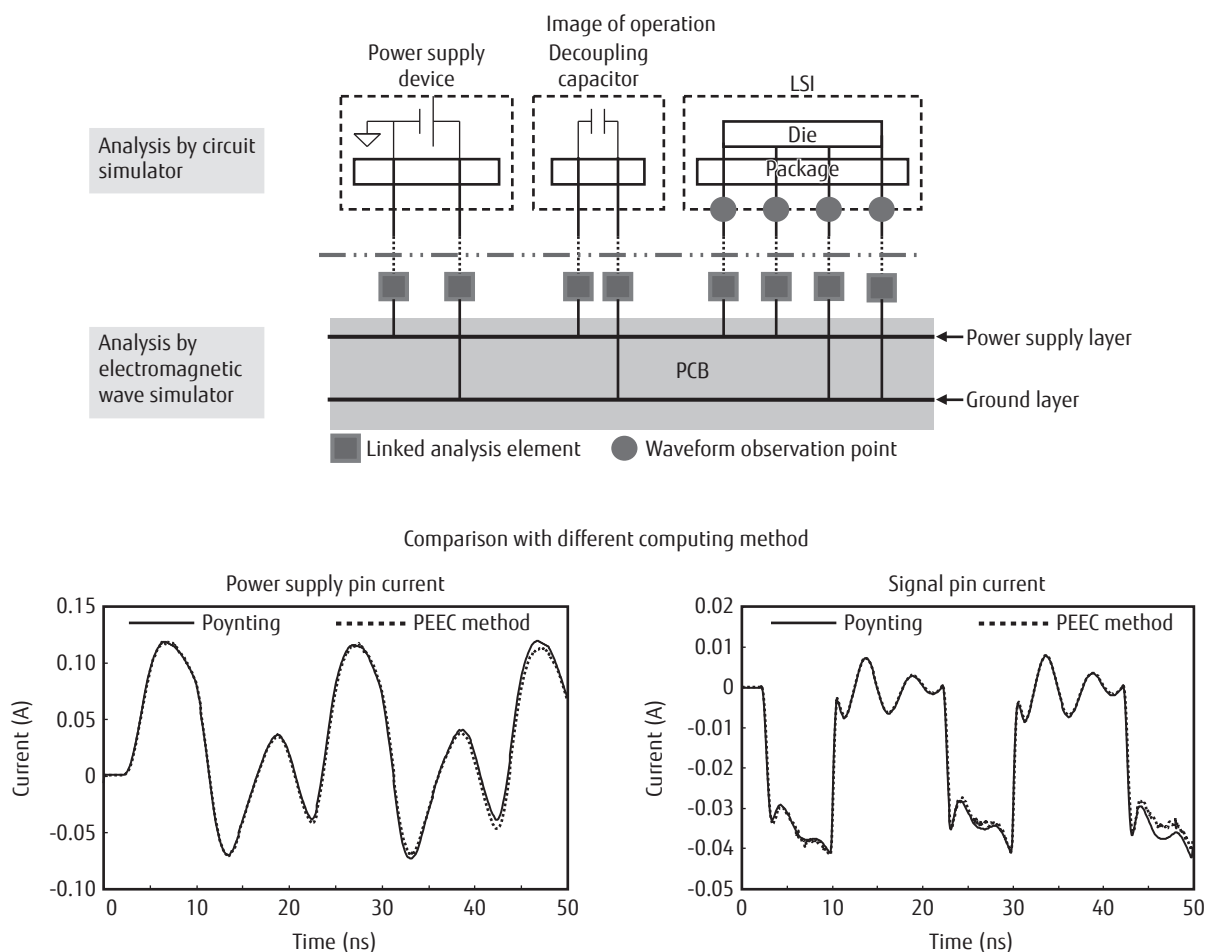 Image of operation
Power supply
device
Decoupling
capacitor
LSI
Analysis by circuit
simulator
Die
Package
Analysis by
electromagnetic
wave simulator
Power supply layer
PCB
Ground layer
Linked analysis element
Waveform observation point
Comparison with different computing method
Power supply pin current
0.15
0.10
0.05
0
-0.05
-0.10
Current (A)
Poynting
PEEC method
0
10
20
30
40
50
Time (ns)
Signal pin current
0.02
0.01
0
-0.01
-0.02
-0.03
-0.04
-0.05
Current (A)
Poynting
PEEC method
0
10
20
30
40
50
Time (ns)